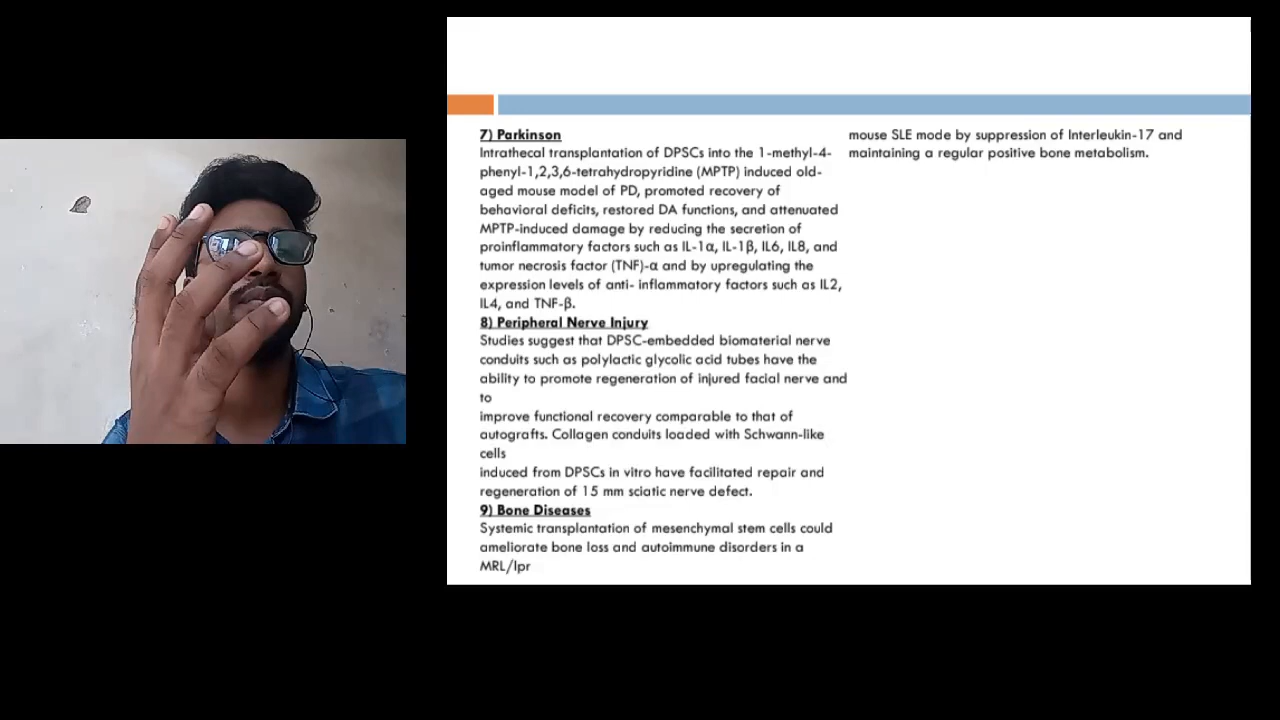 7) Parkinson
Intrathecal transplantation of DPSCs into the 1-methyl-4-
phenyl-1,2,3,6-tetrahydropyridine (MPTP) induced old-
aged mouse model of PD, promoted recovery of
behavioral deficits, restored DA functions, and attenuated
MPTP-induced damage by reducing the secretion of
proinflammatory factors such as IL-1α, IL-1β, IL6, IL8, and
tumor necrosis factor (TNF)-α and by upregulating the
expression levels of anti- inflammatory factors such as IL2,
IL4, and TNF-β.
8) Peripheral Nerve Injury
Studies suggest that DPSC-embedded biomaterial nerve
conduits such as polylactic glycolic acid tubes have the
ability to promote regeneration of injured facial nerve and
to
improve functional recovery comparable to that of
autografts. Collagen conduits loaded with Schwann-like
cells
induced from DPSCs in vitro have facilitated repair and
regeneration of 15 mm sciatic nerve defect.
9) Bone Diseases
Systemic transplantation of mesenchymal stem cells could
ameliorate bone loss and autoimmune disorders in a
MRL/lpr
mouse SLE mode by suppression of Interleukin-17 and
maintaining a regular positive bone metabolism.